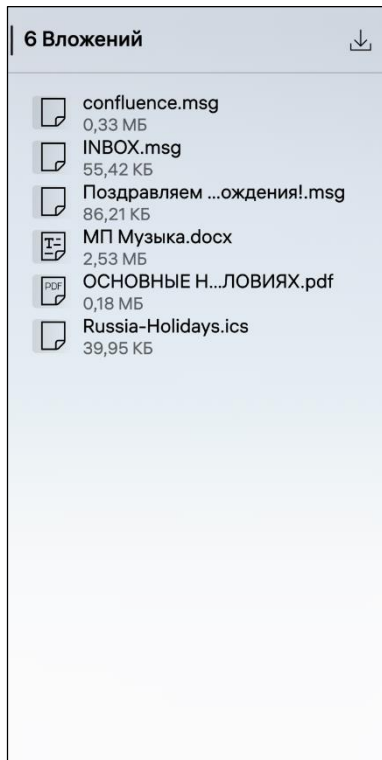 6 Вложений
confluence.msg
0,33 МБ
INBOX.msg
55,42 КБ
Поздравляем ...ождения!.msg
86,21 КБ
МП Музыка.docx
2,53 МБ
PDF
ОСНОВНЫЕ Н...ЛОВИЯХ.pdf
0,18 МБ
Russia-Holidays.ics
39,95 КБ